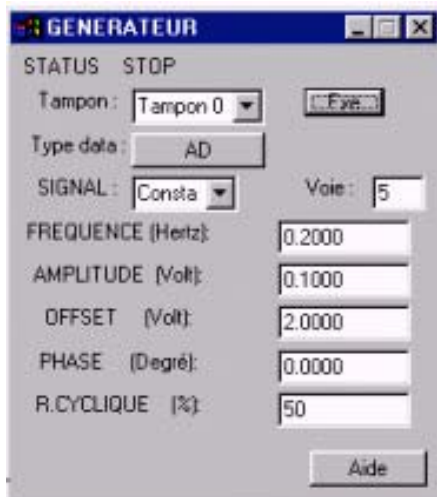 GENERATEUR
STATUS STOP
Tampon : Tampon 0 Exe
Type data : AD
SIGNAL : Consta Voie : 5
FREQUENCE (Hertz): 0.2000
AMPLITUDE (Volt): 0.1000
OFFSET (Volt): 2.0000
PHASE (Degré): 0.0000
R.CYCLIQUE (%): 50
Aide